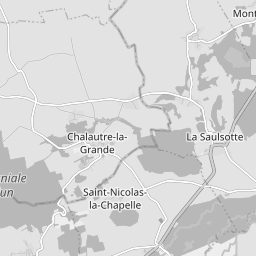 Mont
Chalautre-la-
Grande
La Saulsotte
niale
un
Saint-Nicolas-
la-Chapelle